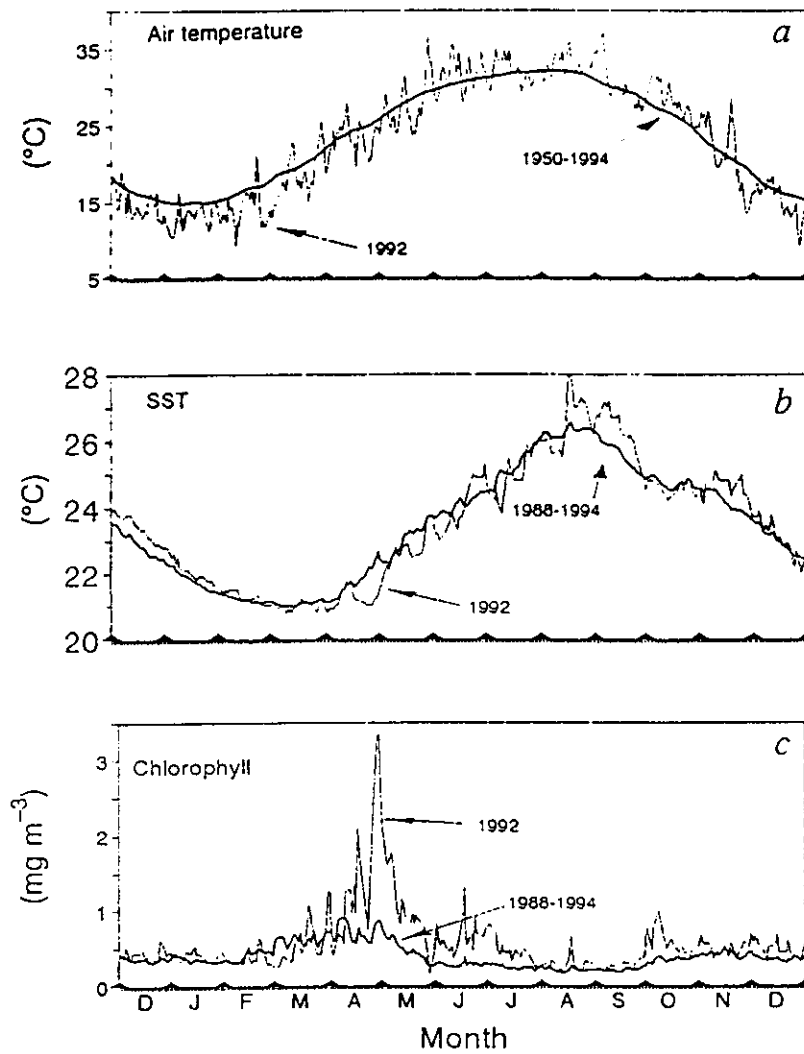 Air temperature
a
35
25
15
5
(°C)
1950-1994
1992
SST
b
28
26
24
22
20
(°C)
1988-1994
1992
Chlorophyll
c
3
2
1
0
(mg m⁻³)
1992
1988-1994
D J F M A M J J A S O N D
Month